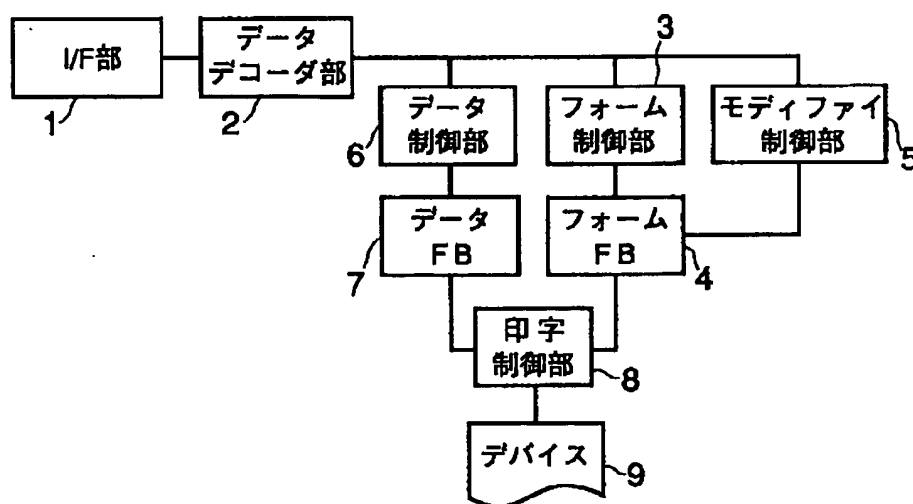 I/F部
1
データ
デコーダ部
2
3
データ
制御部
6
フォーム
制御部
モディファイ
制御部
5
データ
FB
7
フォーム
FB
4
印字
制御部
8
デバイス
9